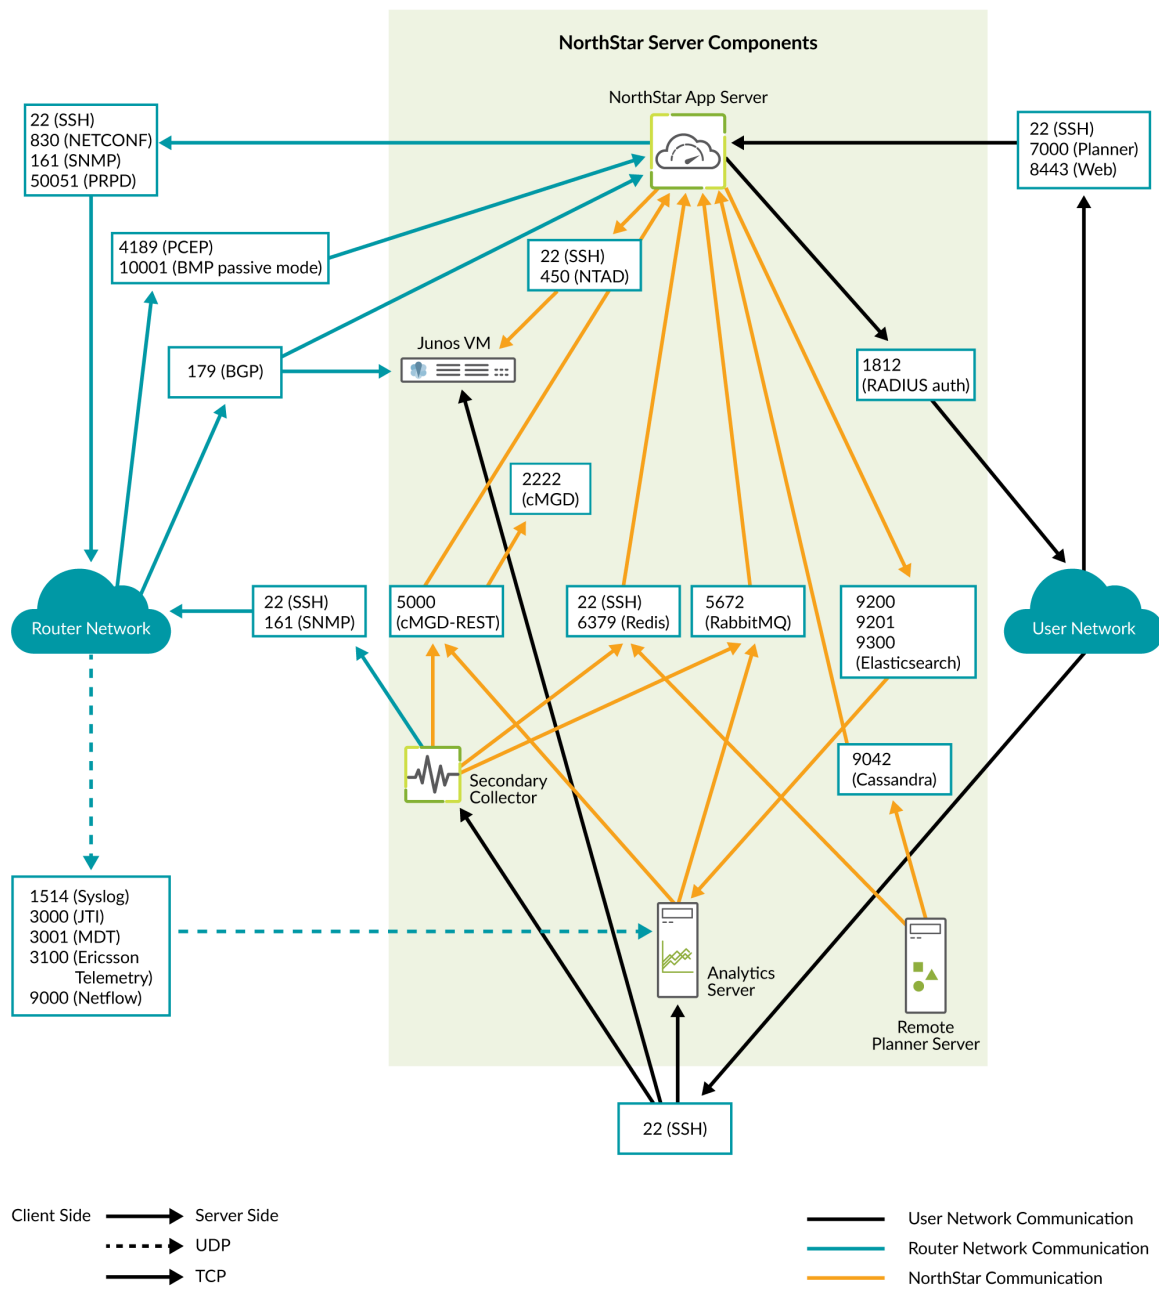 NorthStar Server Components
NorthStar App Server
22 (SSH)
830 (NETCONF)
161 (SNMP)
50051 (PRPD)
22 (SSH)
7000 (Planner)
8443 (Web)
4189 (PCEP)
10001 (BMP passive mode)
22 (SSH)
450 (NTAD)
Junos VM
179 (BGP)
1812
(RADIUS auth)
2222
(cMGD)
Router Network
22 (SSH)
161 (SNMP)
5000
(cMGD-REST)
22 (SSH)
6379 (Redis)
5672
(RabbitMQ)
9200
9201
9300
(Elasticsearch)
User Network
Secondary
Collector
9042
(Cassandra)
1514 (Syslog)
3000 (JTI)
3001 (MDT)
3100 (Ericsson
Telemetry)
9000 (Netflow)
Analytics
Server
Remote
Planner Server
22 (SSH)
Client Side
Server Side
UDP
TCP
User Network Communication
Router Network Communication
NorthStar Communication